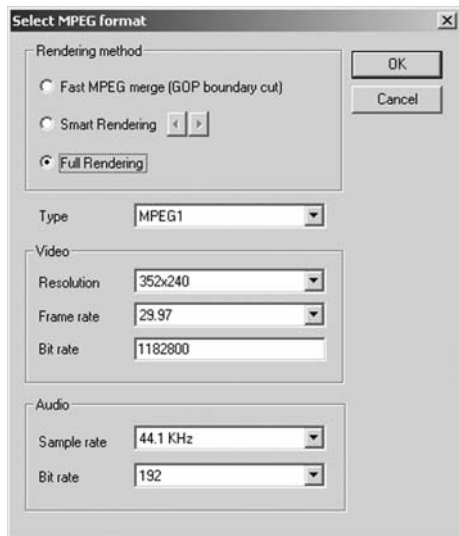 Select MPEG format
Rendering method
Fast MPEG merge (GOP boundary cut)
Smart Rendering
Full Rendering
OK
Cancel
Type MPEG1
Video
Resolution 352x240
Frame rate 29.97
Bit rate 1182800
Audio
Sample rate 44.1 KHz
Bit rate 192